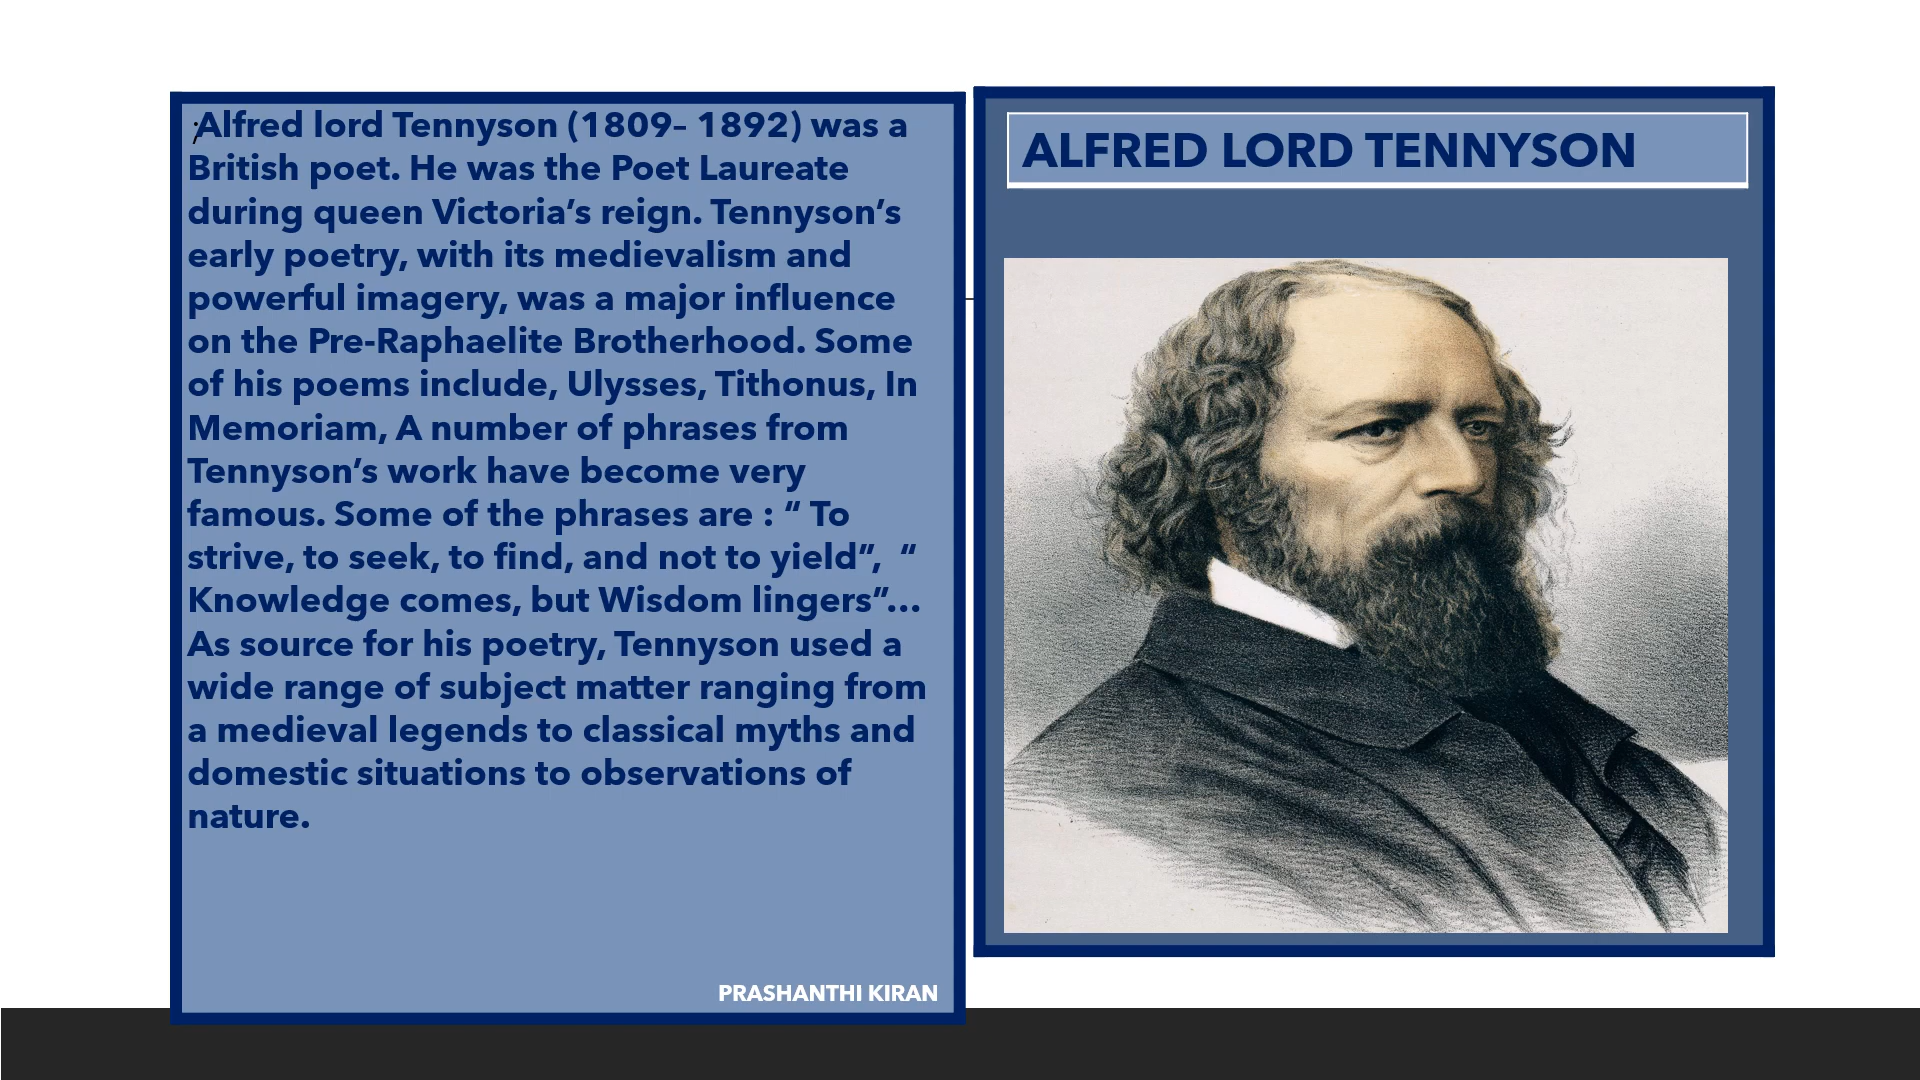 Alfred lord Tennyson (1809– 1892) was a
British poet. He was the Poet Laureate
during queen Victoria’s reign. Tennyson’s
early poetry, with its medievalism and
powerful imagery, was a major influence
on the Pre-Raphaelite Brotherhood. Some
of his poems include, Ulysses, Tithonus, In
Memoriam, A number of phrases from
Tennyson’s work have become very
famous. Some of the phrases are : “ To
strive, to seek, to find, and not to yield”, “
Knowledge comes, but Wisdom lingers”...
As source for his poetry, Tennyson used a
wide range of subject matter ranging from
a medieval legends to classical myths and
domestic situations to observations of
nature.
PRASHANTHI KIRAN
ALFRED LORD TENNYSON